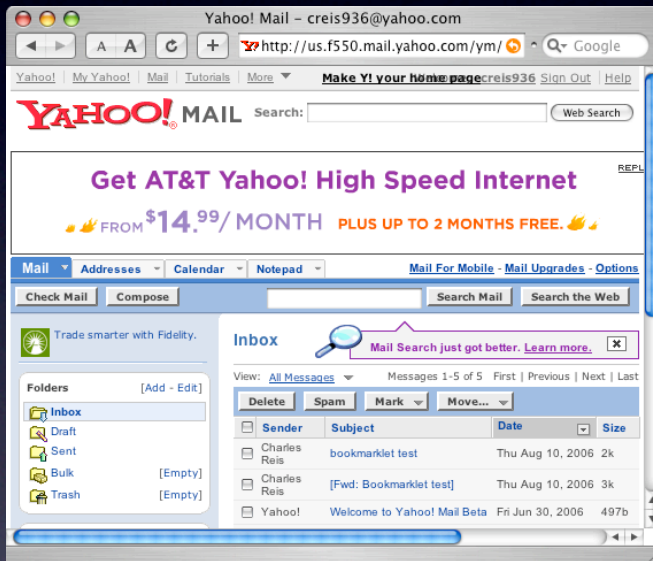 Yahoo! Mail – creis936@yahoo.com
A A C + http://us.f550.mail.yahoo.com/ym/ Q- Google
Yahoo! My Yahoo! Mail Tutorials More Make Y! your home page creis936 Sign Out Help
YAHOO! MAIL Search: Web Search
REPL
Get AT&T Yahoo! High Speed Internet
FROM $14.99/ MONTH PLUS UP TO 2 MONTHS FREE.
Mail Addresses Calendar Notepad Mail For Mobile - Mail Upgrades - Options
Check Mail Compose Search Mail Search the Web
Trade smarter with Fidelity.
Inbox
Mail Search just got better. Learn more.
View: All Messages Messages 1-5 of 5 First | Previous | Next | Last
Folders [Add - Edit]
Delete Spam Mark Move...
Inbox
Draft
Sent
Bulk [Empty]
Trash [Empty]
Sender Subject Date Size
Charles Reis bookmarklet test Thu Aug 10, 2006 2k
Charles Reis [Fwd: Bookmarklet test] Thu Aug 10, 2006 3k
Yahoo! Welcome to Yahoo! Mail Beta Fri Jun 30, 2006 497b